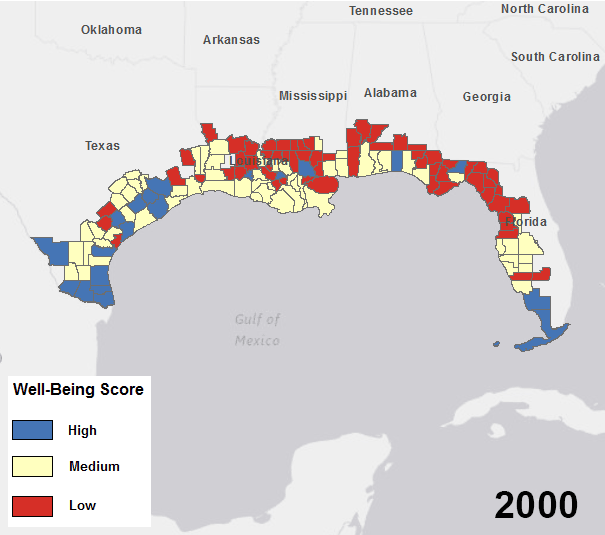 North Carolina
Tennessee
Oklahoma
Arkansas
South Carolina
Mississippi
Alabama
Georgia
Texas
Louisiana
Florida
Gulf of
Mexico
Well-Being Score
High
Medium
Low
2000